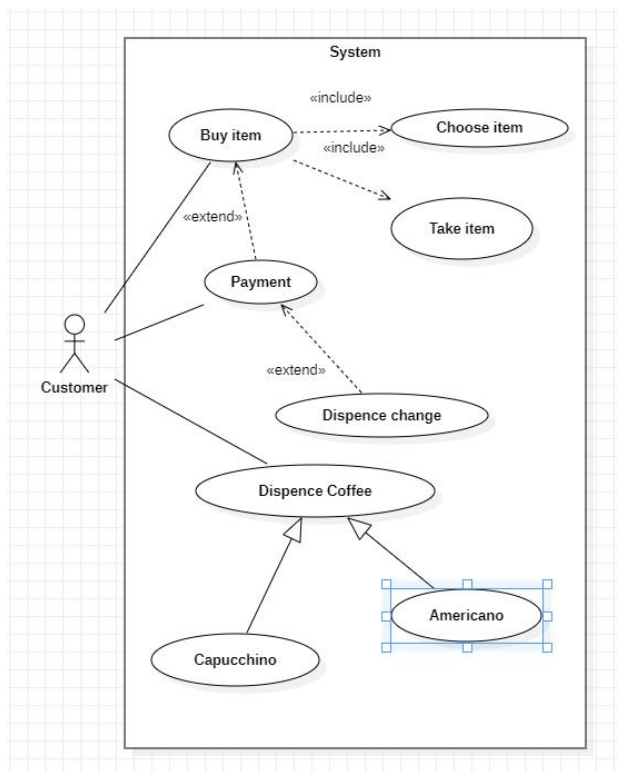 System
«include»
Buy item
Choose item
«include»
«extend»
Take item
Payment
Customer
«extend»
Dispence change
Dispence Coffee
Americano
Capucchino